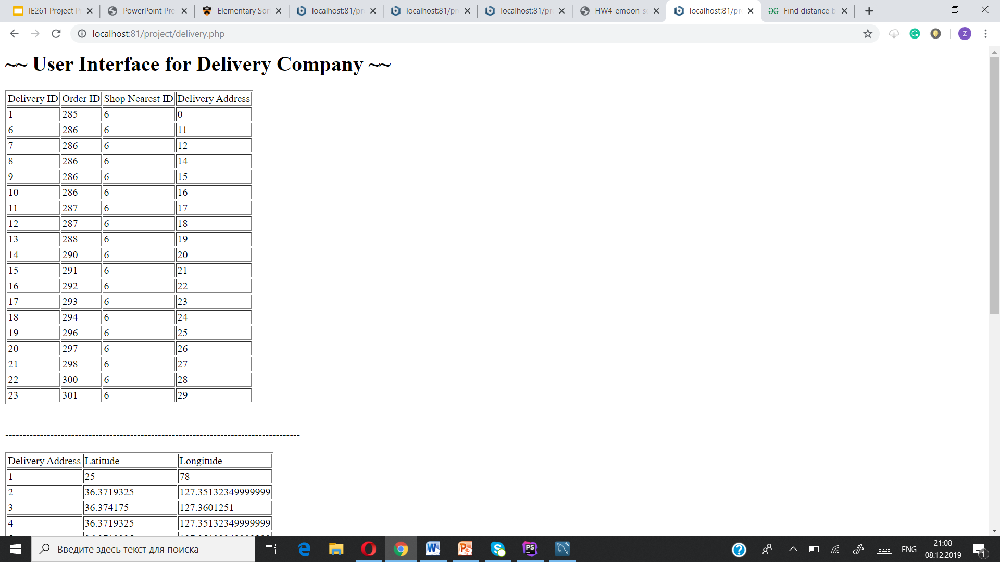 IE261 Project P
PowerPoint Pre
Elementary Sor
localhost:81/pr
localhost:81/pr
localhost:81/pr
HW4-emoon-s
localhost:81/pr
Find distance b
localhost:81/project/delivery.php
Z
~~ User Interface for Delivery Company ~~
Delivery ID Order ID Shop Nearest ID Delivery Address
1 285 6 0
6 286 6 11
7 286 6 12
8 286 6 14
9 286 6 15
10 286 6 16
11 287 6 17
12 287 6 18
13 288 6 19
14 290 6 20
15 291 6 21
16 292 6 22
17 293 6 23
18 294 6 24
19 296 6 25
20 297 6 26
21 298 6 27
22 300 6 28
23 301 6 29
-------------------------------------------------------------------------------------
Delivery Address Latitude Longitude
1 25 78
2 36.3719325 127.35132349999999
3 36.374175 127.3601251
4 36.3719325 127.35132349999999
Введите здесь текст для поиска
ENG
21:08
08.12.2019
1